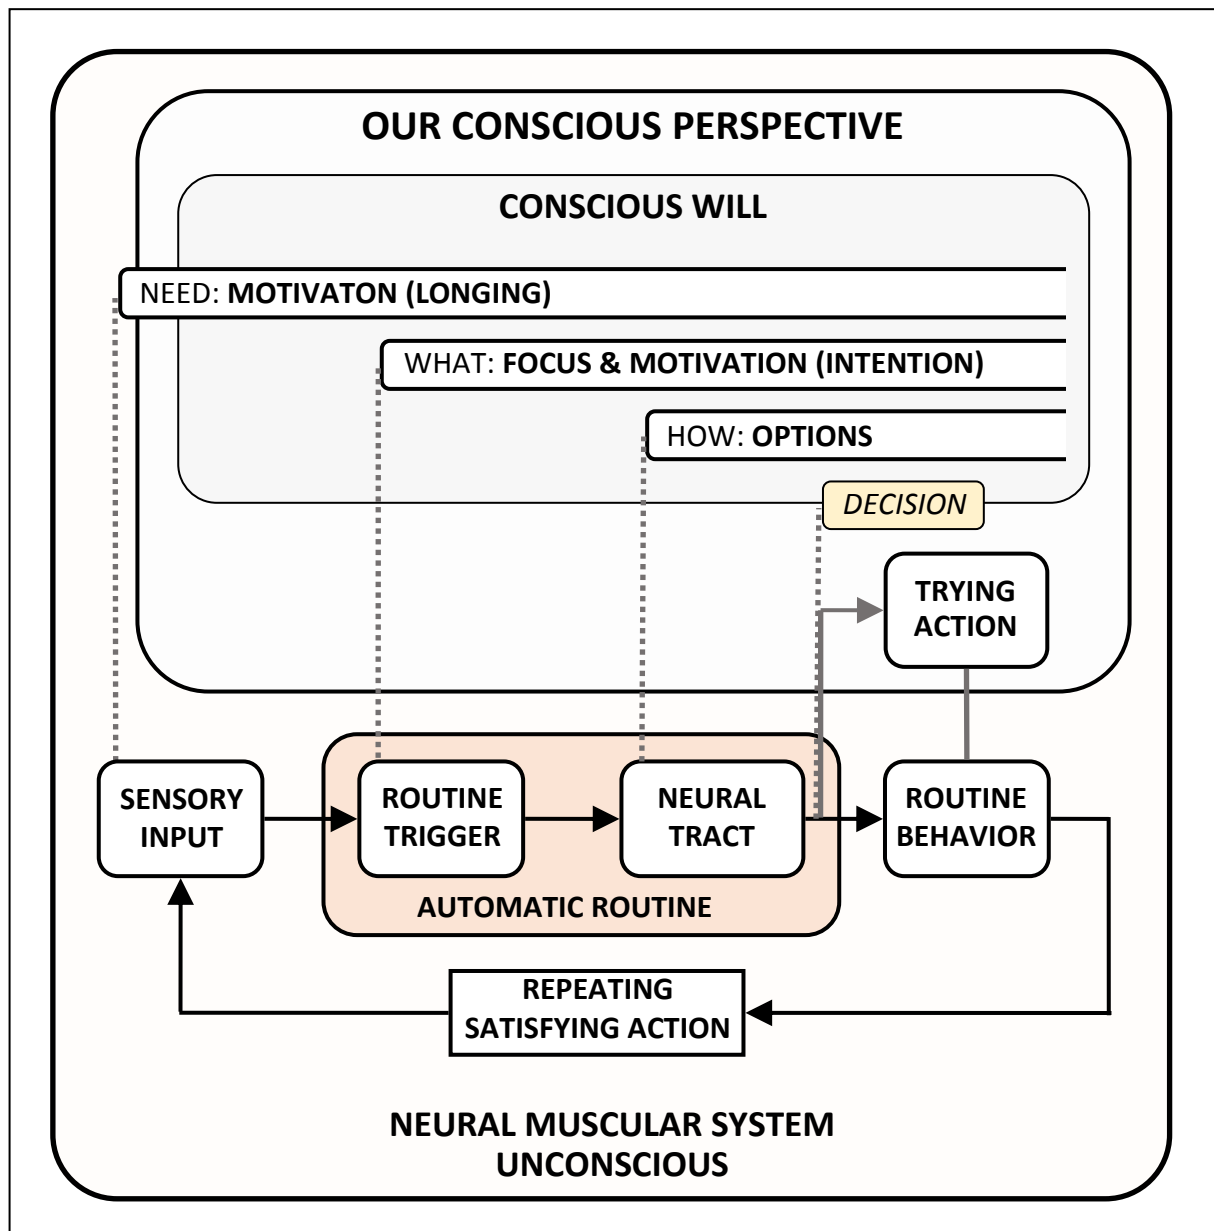 OUR CONSCIOUS PERSPECTIVE
CONSCIOUS WILL
NEED: MOTIVATON (LONGING)
WHAT: FOCUS & MOTIVATION (INTENTION)
HOW: OPTIONS
DECISION
TRYING
ACTION
SENSORY
INPUT
ROUTINE
TRIGGER
NEURAL
TRACT
ROUTINE
BEHAVIOR
AUTOMATIC ROUTINE
REPEATING
SATISFYING ACTION
NEURAL MUSCULAR SYSTEM
UNCONSCIOUS